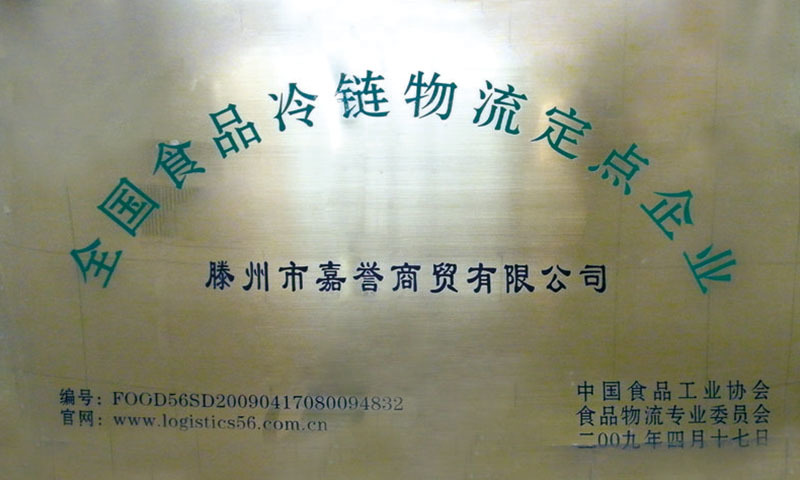 全国食品冷链物流定点企业
滕州市嘉誉商贸有限公司
编号：FOOD56SD20090417080094832
官网：www.logistics56.com.cn
中国食品工业协会
食品物流专业委员会
二00九年四月十七日